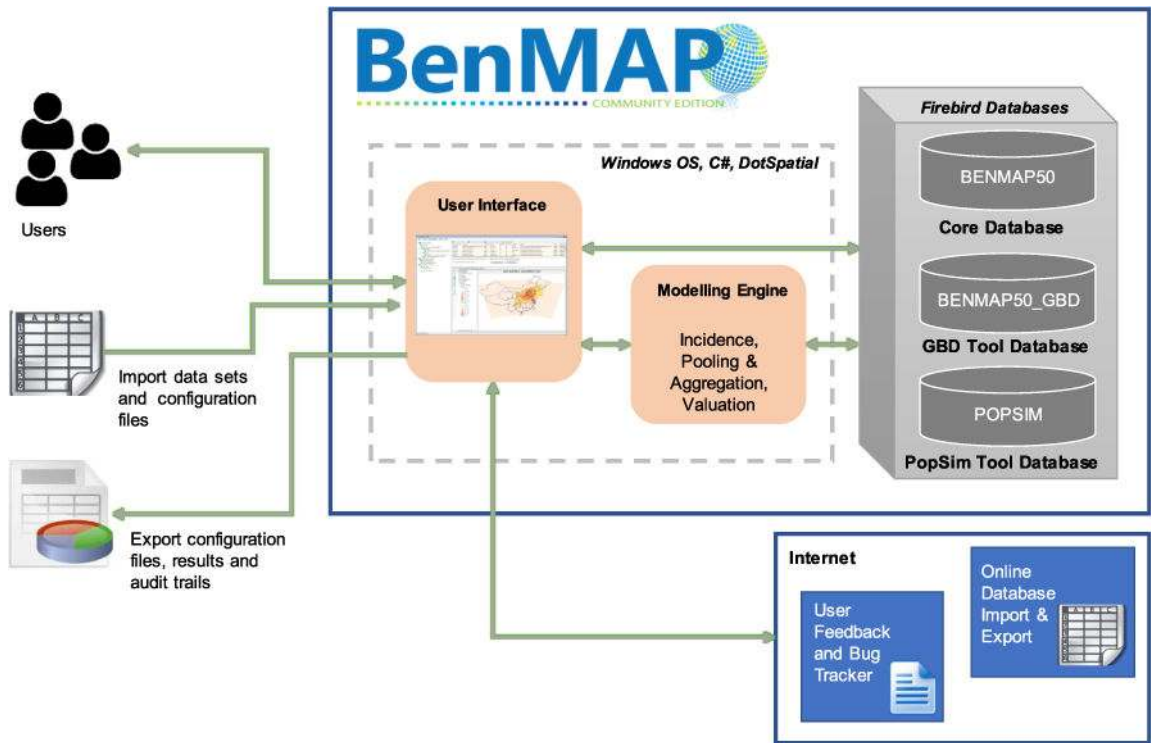 BenMAP
COMMUNITY EDITION
Firebird Databases
Windows OS, C#, DotSpatial
BENMAP50
Core Database
BENMAP50_GBD
GBD Tool Database
POPSIM
PopSim Tool Database
User Interface
Modelling Engine
Incidence,
Pooling &
Aggregation,
Valuation
Users
A B C
Import data sets
and configuration
files
Export configuration
files, results and
audit trails
Internet
User
Feedback
and Bug
Tracker
Online
Database
Import &
Export
A B C